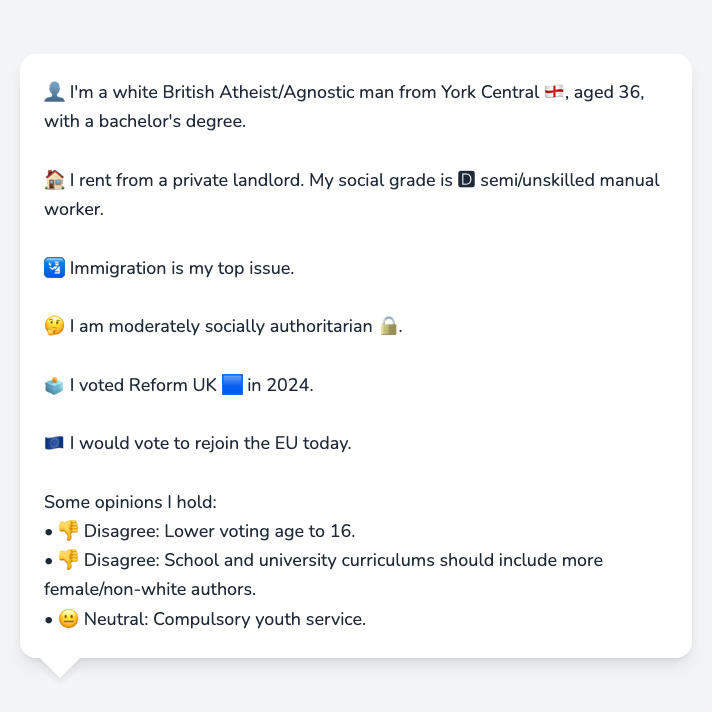 👤 I'm a white British Atheist/Agnostic man from York Central 🏴󠁧󠁢󠁥󠁮󠁧󠁿, aged 36,
with a bachelor's degree.
🏠 I rent from a private landlord. My social grade is 🅳 semi/unskilled manual
worker.
🛂 Immigration is my top issue.
🤔 I am moderately socially authoritarian 🔒.
🗳️ I voted Reform UK 🟦 in 2024.
🇪🇺 I would vote to rejoin the EU today.
Some opinions I hold:
• 👎 Disagree: Lower voting age to 16.
• 👎 Disagree: School and university curriculums should include more
female/non-white authors.
• 😐 Neutral: Compulsory youth service.